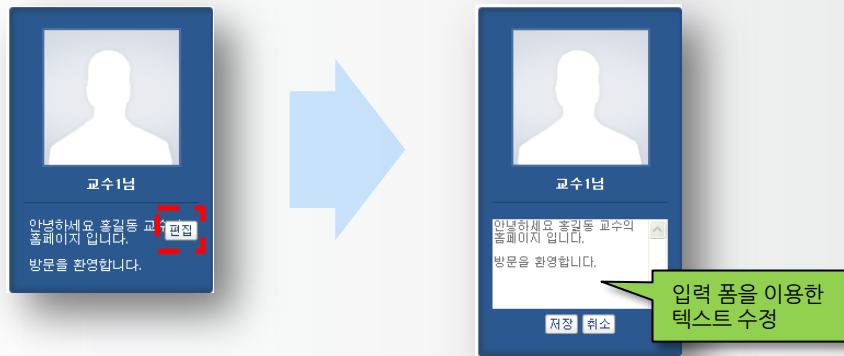 교수1님
안녕하세요 홍길동 교수
편집
홈페이지 입니다.
방문을 환영합니다.
교수1님
안녕하세요 홍길동 교수의
홈페이지 입니다.
방문을 환영합니다.
저장 취소
입력 폼을 이용한
텍스트 수정